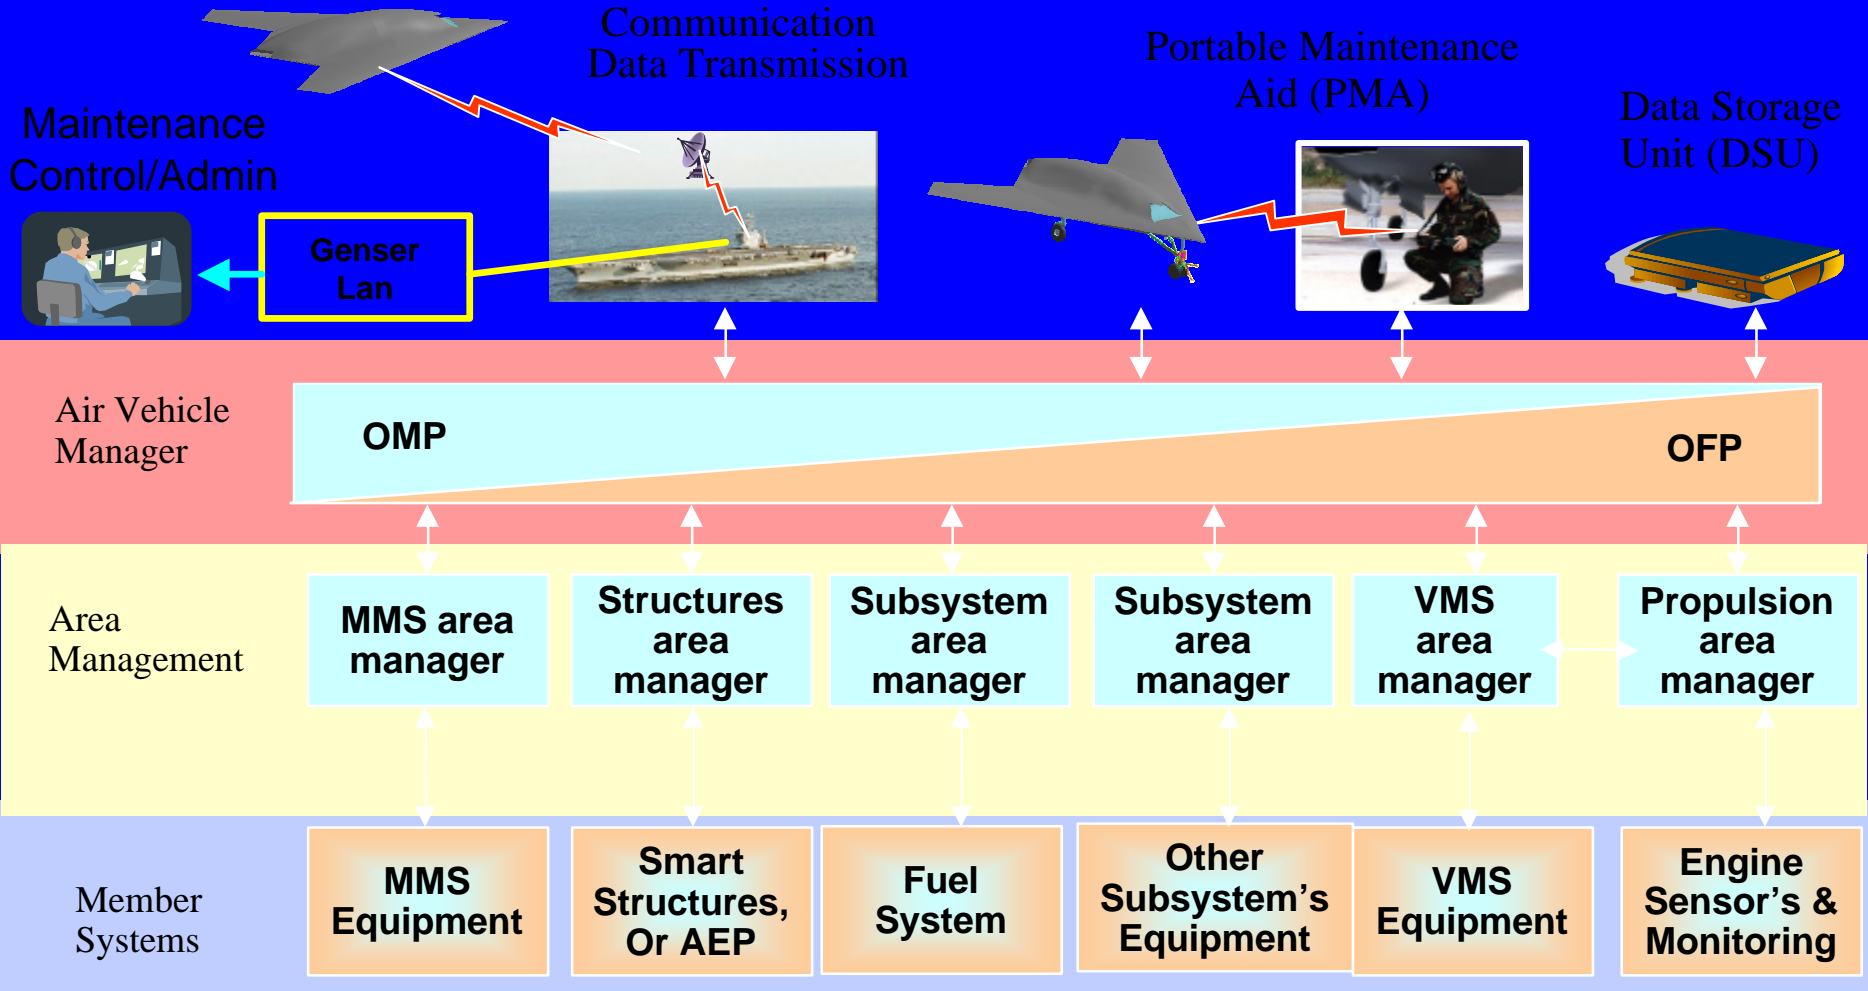 Communication
Data Transmission
Portable Maintenance
Aid (PMA)
Data Storage
Unit (DSU)
Maintenance
Control/Admin
Genser
Lan
Air Vehicle
Manager
OMP
OFP
Area
Management
MMS area
manager
Structures
area
manager
Subsystem
area
manager
Subsystem
area
manager
VMS
area
manager
Propulsion
area
manager
Member
Systems
MMS
Equipment
Smart
Structures,
Or AEP
Fuel
System
Other
Subsystem’s
Equipment
VMS
Equipment
Engine
Sensor’s &
Monitoring